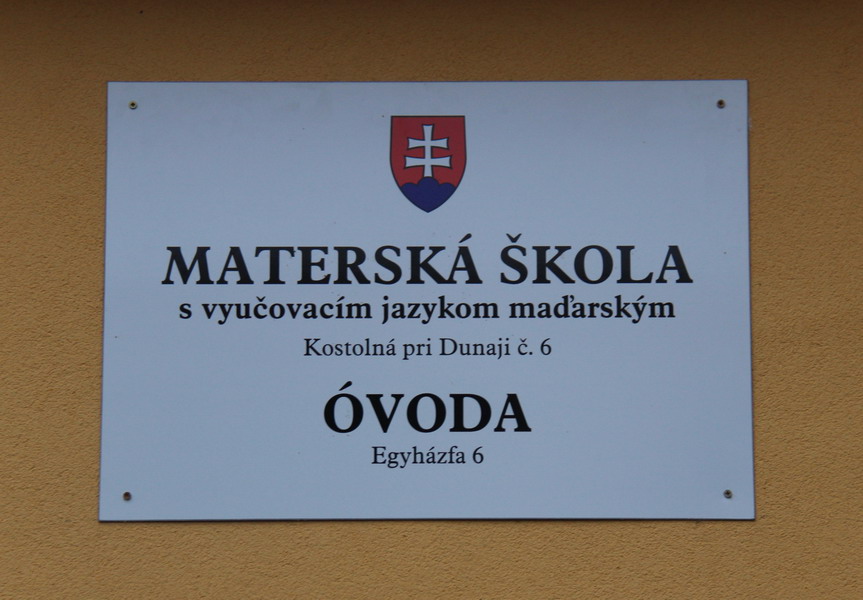 MATERSKÁ ŠKOLA
s vyučovacím jazykom maďarským
Kostolná pri Dunaji č. 6
ÓVODA
Egyházfa 6